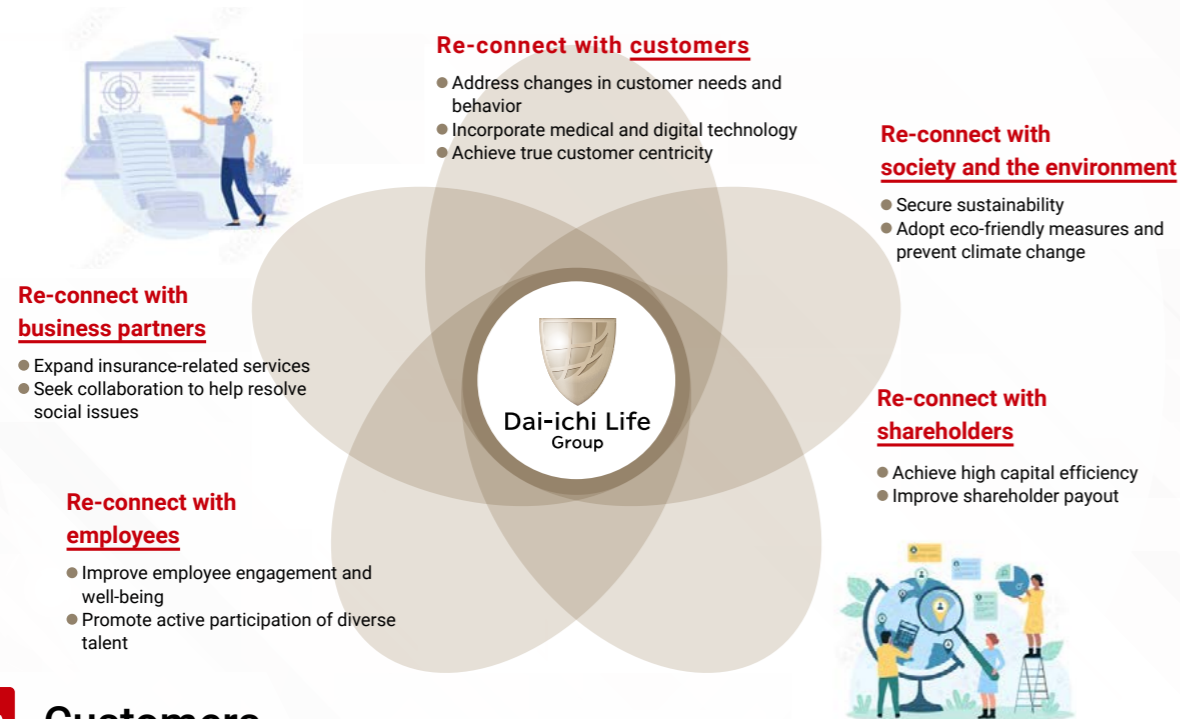 Re-connect with customers
Address changes in customer needs and
behavior
Incorporate medical and digital technology
Achieve true customer centricity
Re-connect with
society and the environment
Secure sustainability
Adopt eco-friendly measures and
prevent climate change
Re-connect with
business partners
Expand insurance-related services
Seek collaboration to help resolve
social issues
Dai-ichi Life
Group
Re-connect with
shareholders
Achieve high capital efficiency
Improve shareholder payout
Re-connect with
employees
Improve employee engagement and
well-being
Promote active participation of diverse
talent
Customers